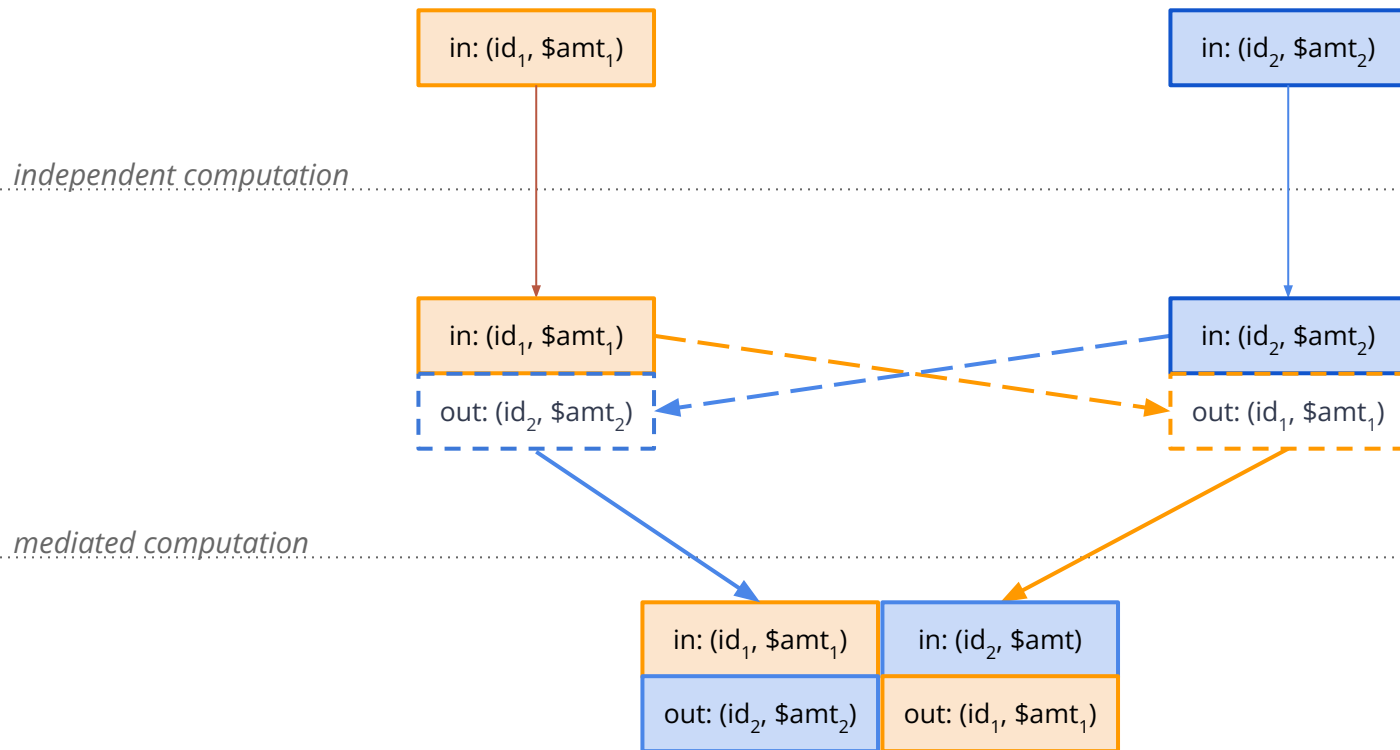 in: (id₁, $amt₁)
in: (id₂, $amt₂)
independent computation
in: (id₁, $amt₁)
in: (id₂, $amt₂)
out: (id₂, $amt₂)
out: (id₁, $amt₁)
mediated computation
in: (id₁, $amt₁)
in: (id₂, $amt)
out: (id₂, $amt₂)
out: (id₁, $amt₁)